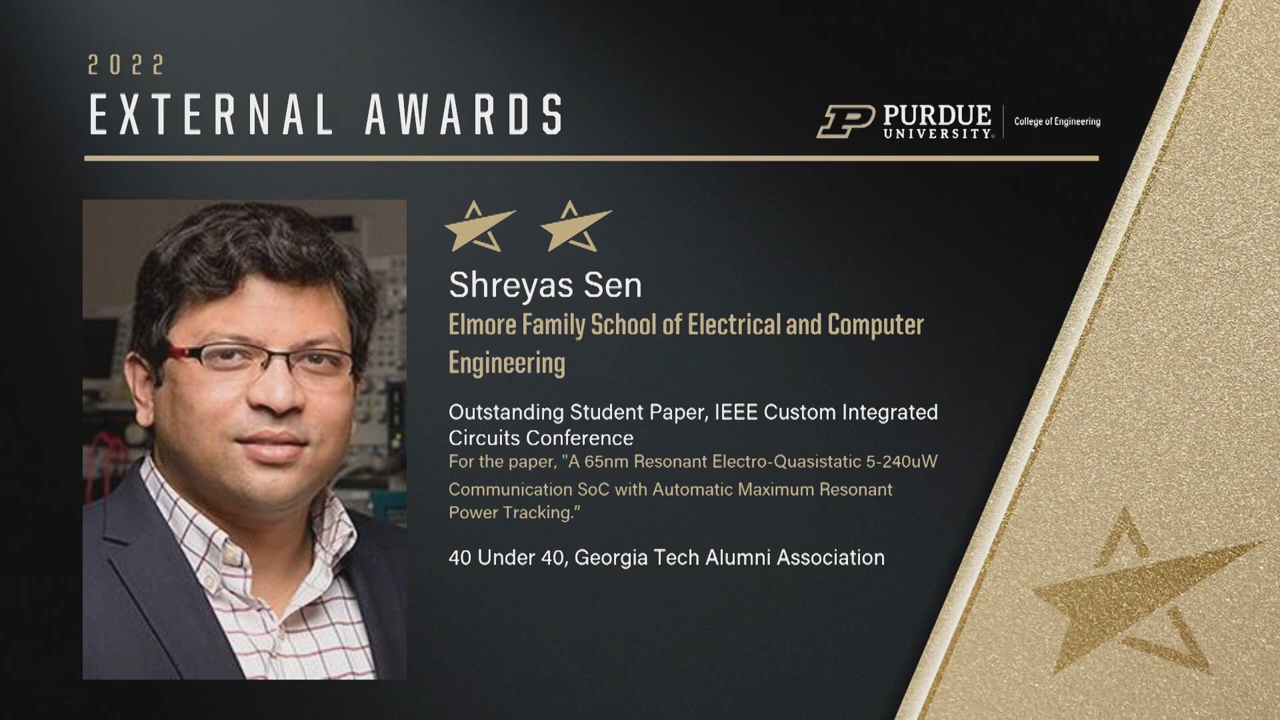 2022
EXTERNAL AWARDS
PURDUE
UNIVERSITY
College of Engineering
Shreyas Sen
Elmore Family School of Electrical and Computer
Engineering
Outstanding Student Paper, IEEE Custom Integrated
Circuits Conference
For the paper, "A 65nm Resonant Electro-Quasistatic 5-240uW
Communication SoC with Automatic Maximum Resonant
Power Tracking.”
40 Under 40, Georgia Tech Alumni Association